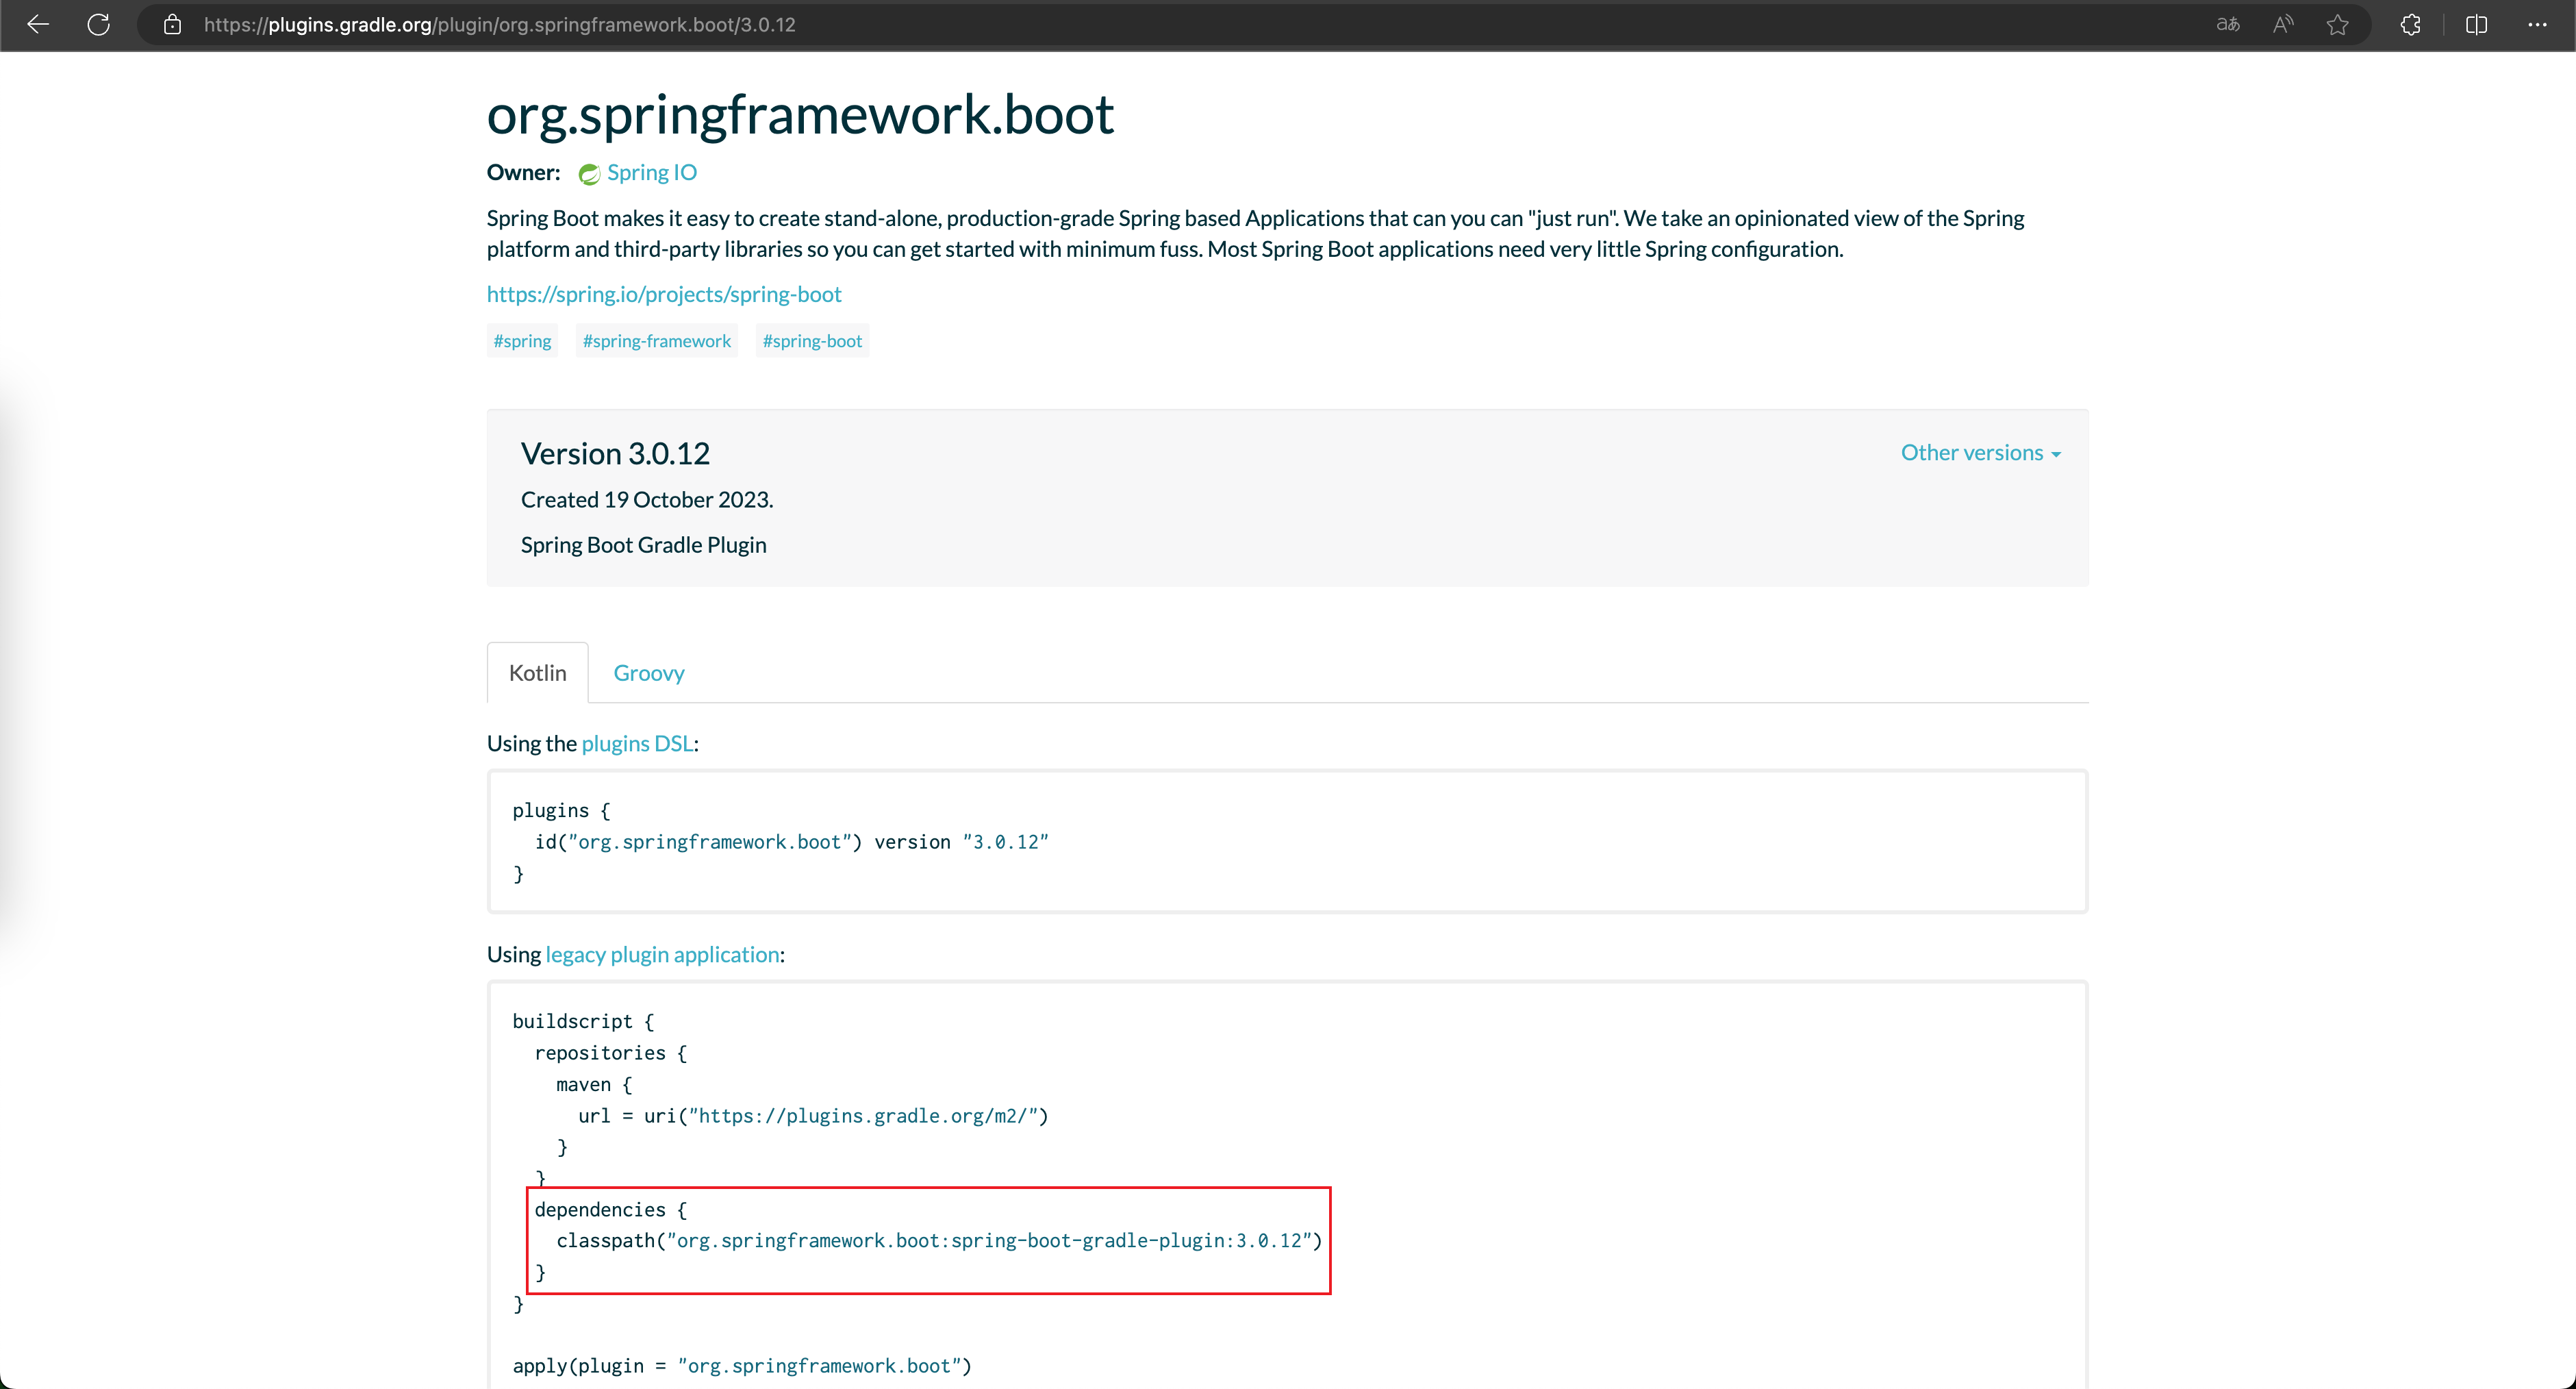 https://plugins.gradle.org/plugin/org.springframework.boot/3.0.12
aあ
A
org.springframework.boot
Owner: Spring IO
Spring Boot makes it easy to create stand-alone, production-grade Spring based Applications that can you can "just run". We take an opinionated view of the Spring
platform and third-party libraries so you can get started with minimum fuss. Most Spring Boot applications need very little Spring configuration.
https://spring.io/projects/spring-boot
#spring #spring-framework #spring-boot
Version 3.0.12
Other versions
Created 19 October 2023.
Spring Boot Gradle Plugin
Kotlin Groovy
Using the plugins DSL:
plugins {
  id("org.springframework.boot") version "3.0.12"
}
Using legacy plugin application:
buildscript {
  repositories {
    maven {
      url = uri("https://plugins.gradle.org/m2/")
    }
  }
  dependencies {
    classpath("org.springframework.boot:spring-boot-gradle-plugin:3.0.12")
  }
}
apply(plugin = "org.springframework.boot")